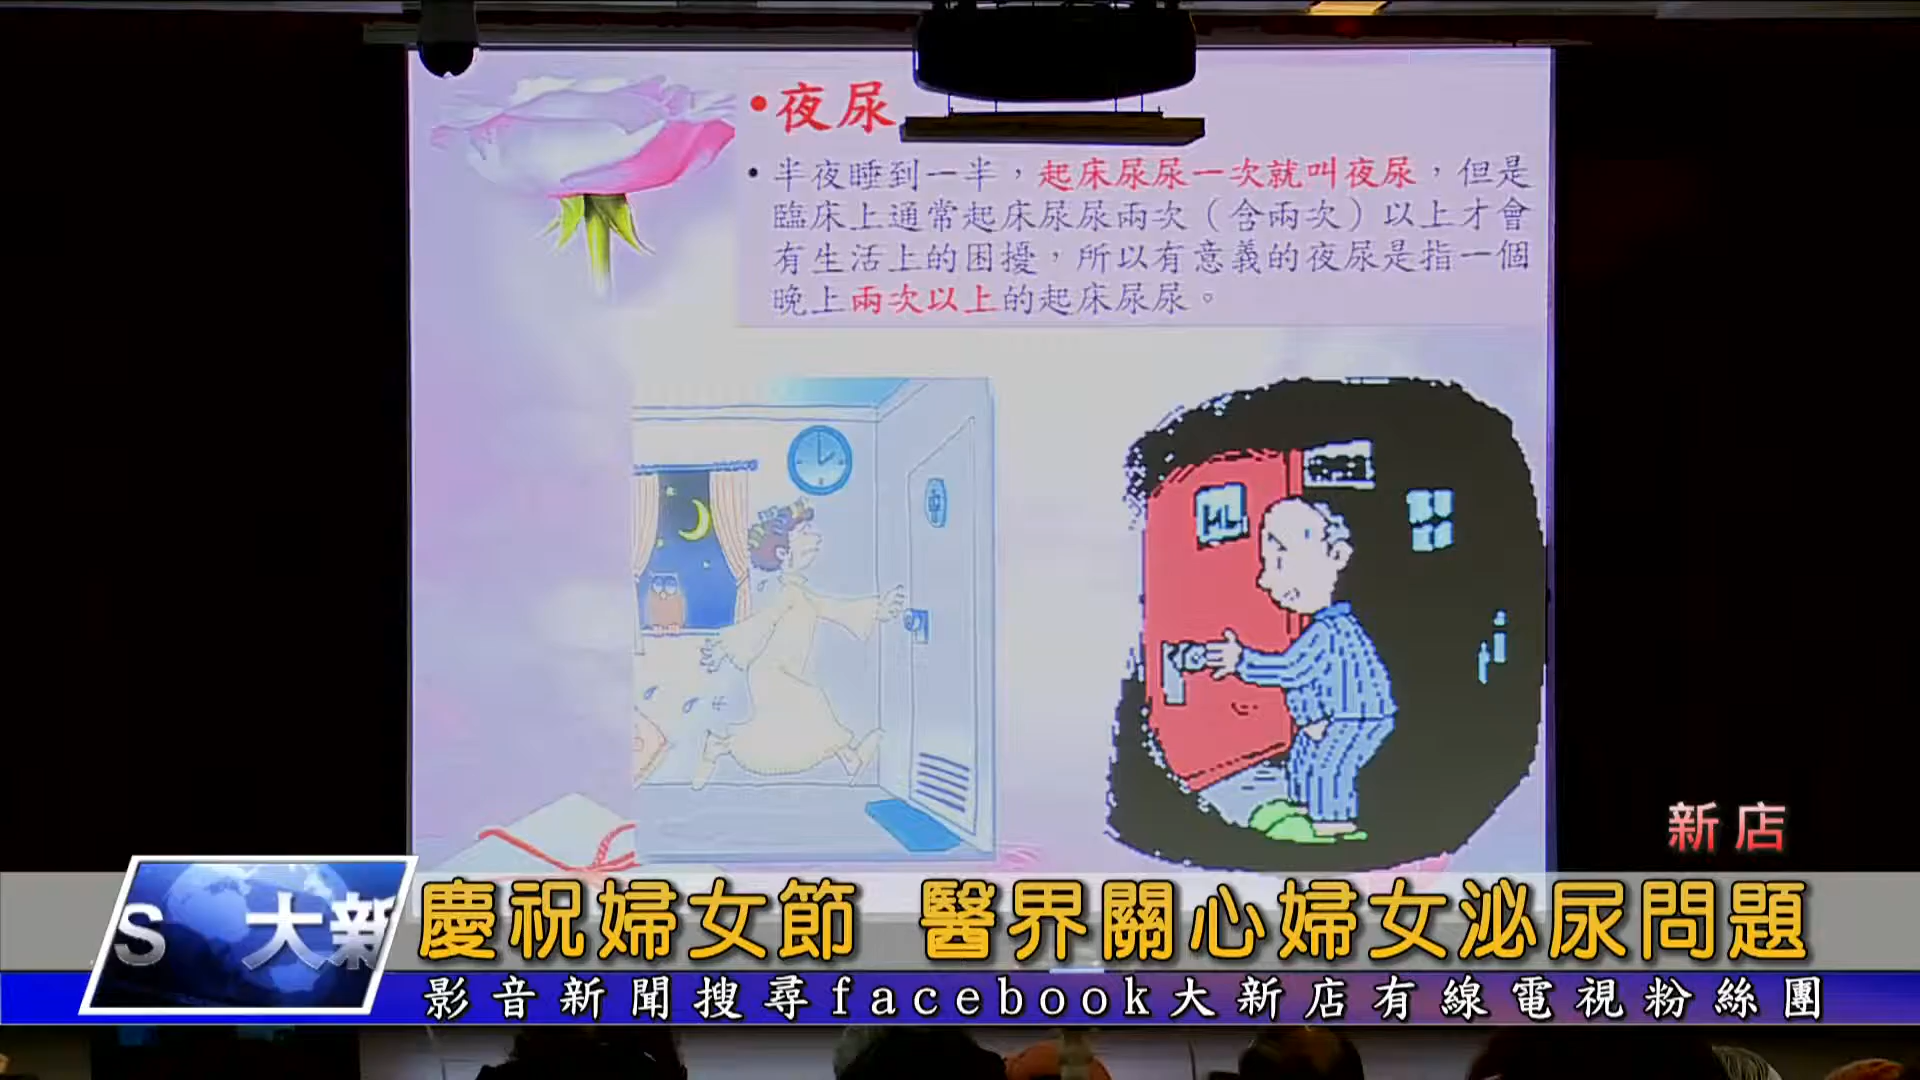 •夜尿
•半夜睡到一半，起床尿尿一次就叫夜尿，但是
臨床上通常起床尿尿兩次（含兩次）以上才會
有生活上的困擾，所以有意義的夜尿是指一個
晚上兩次以上的起床尿尿。
新店
S 大新
慶祝婦女節 醫界關心婦女泌尿問題
影音新聞搜尋facebook大新店有線電視粉絲團